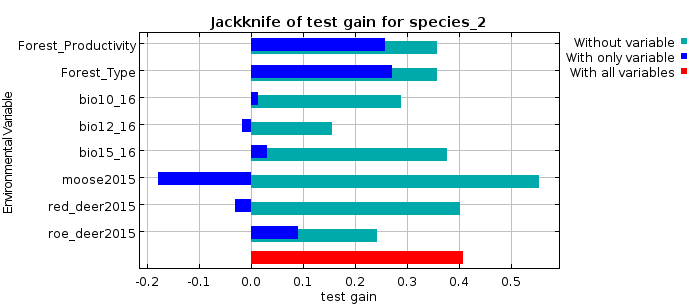 Jackknife of test gain for species_2
Without variable
With only variable
With all variables
Environmental Variable
Forest_Productivity
Forest_Type
bio10_16
bio12_16
bio15_16
moose2015
red_deer2015
roe_deer2015
-0.2 -0.1 0.0 0.1 0.2 0.3 0.4 0.5
test gain